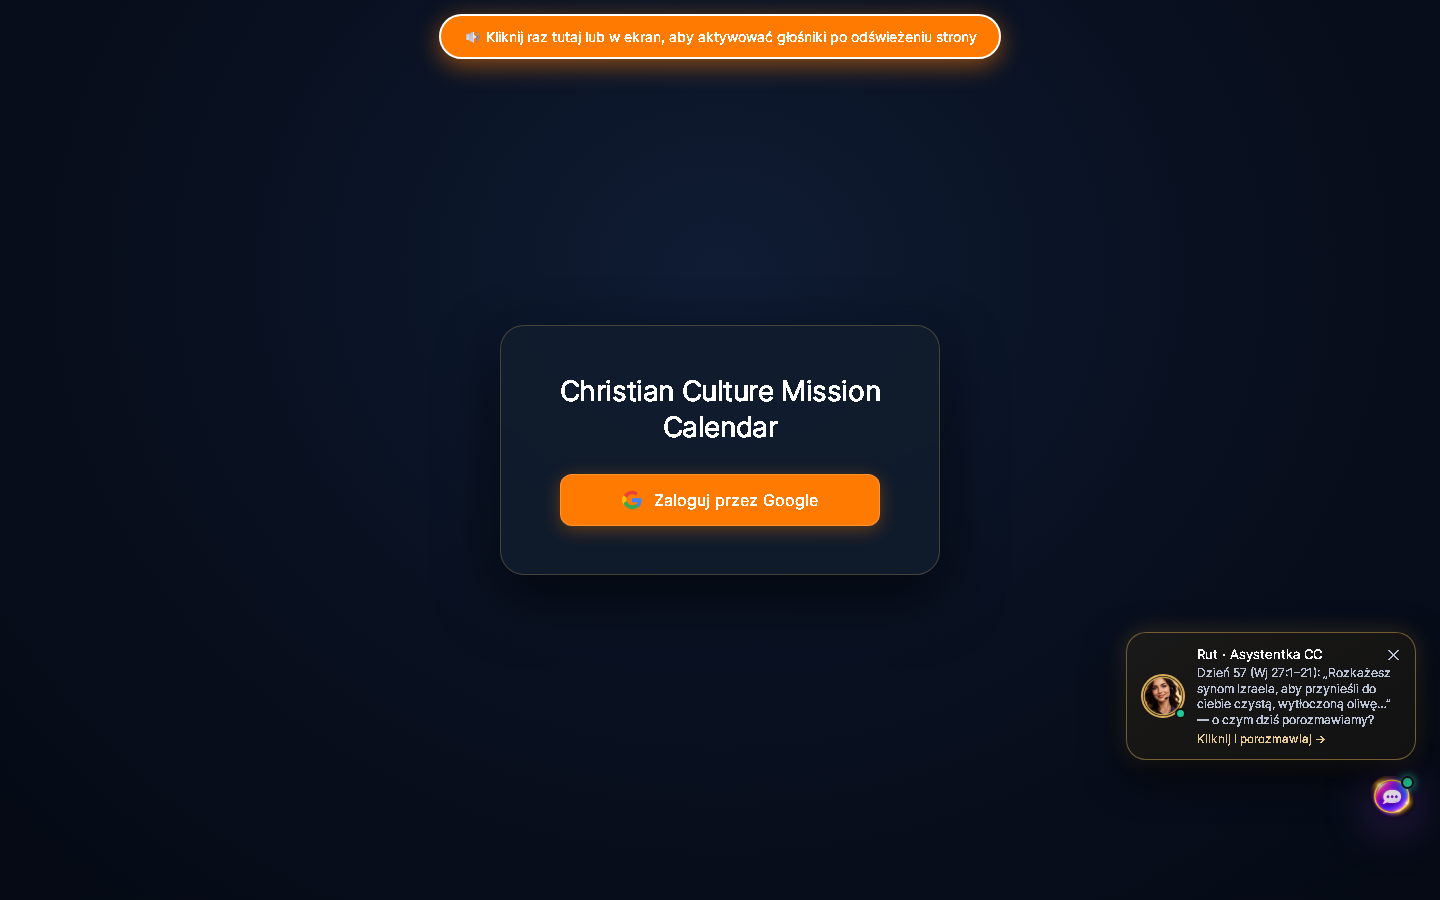 Kliknij raz tutaj lub w ekran, aby aktywować głośniki po odświeżeniu strony
Christian Culture Mission
Calendar
Zaloguj przez Google
Rut · Asystentka CC
Dzień 57 (Wj 27:1–21): „Rozkażesz
synom Izraela, aby przynieśli do
ciebie czystą, wytłoczoną oliwę..."
— o czym dziś porozmawiamy?
Kliknij i porozmawiaj →